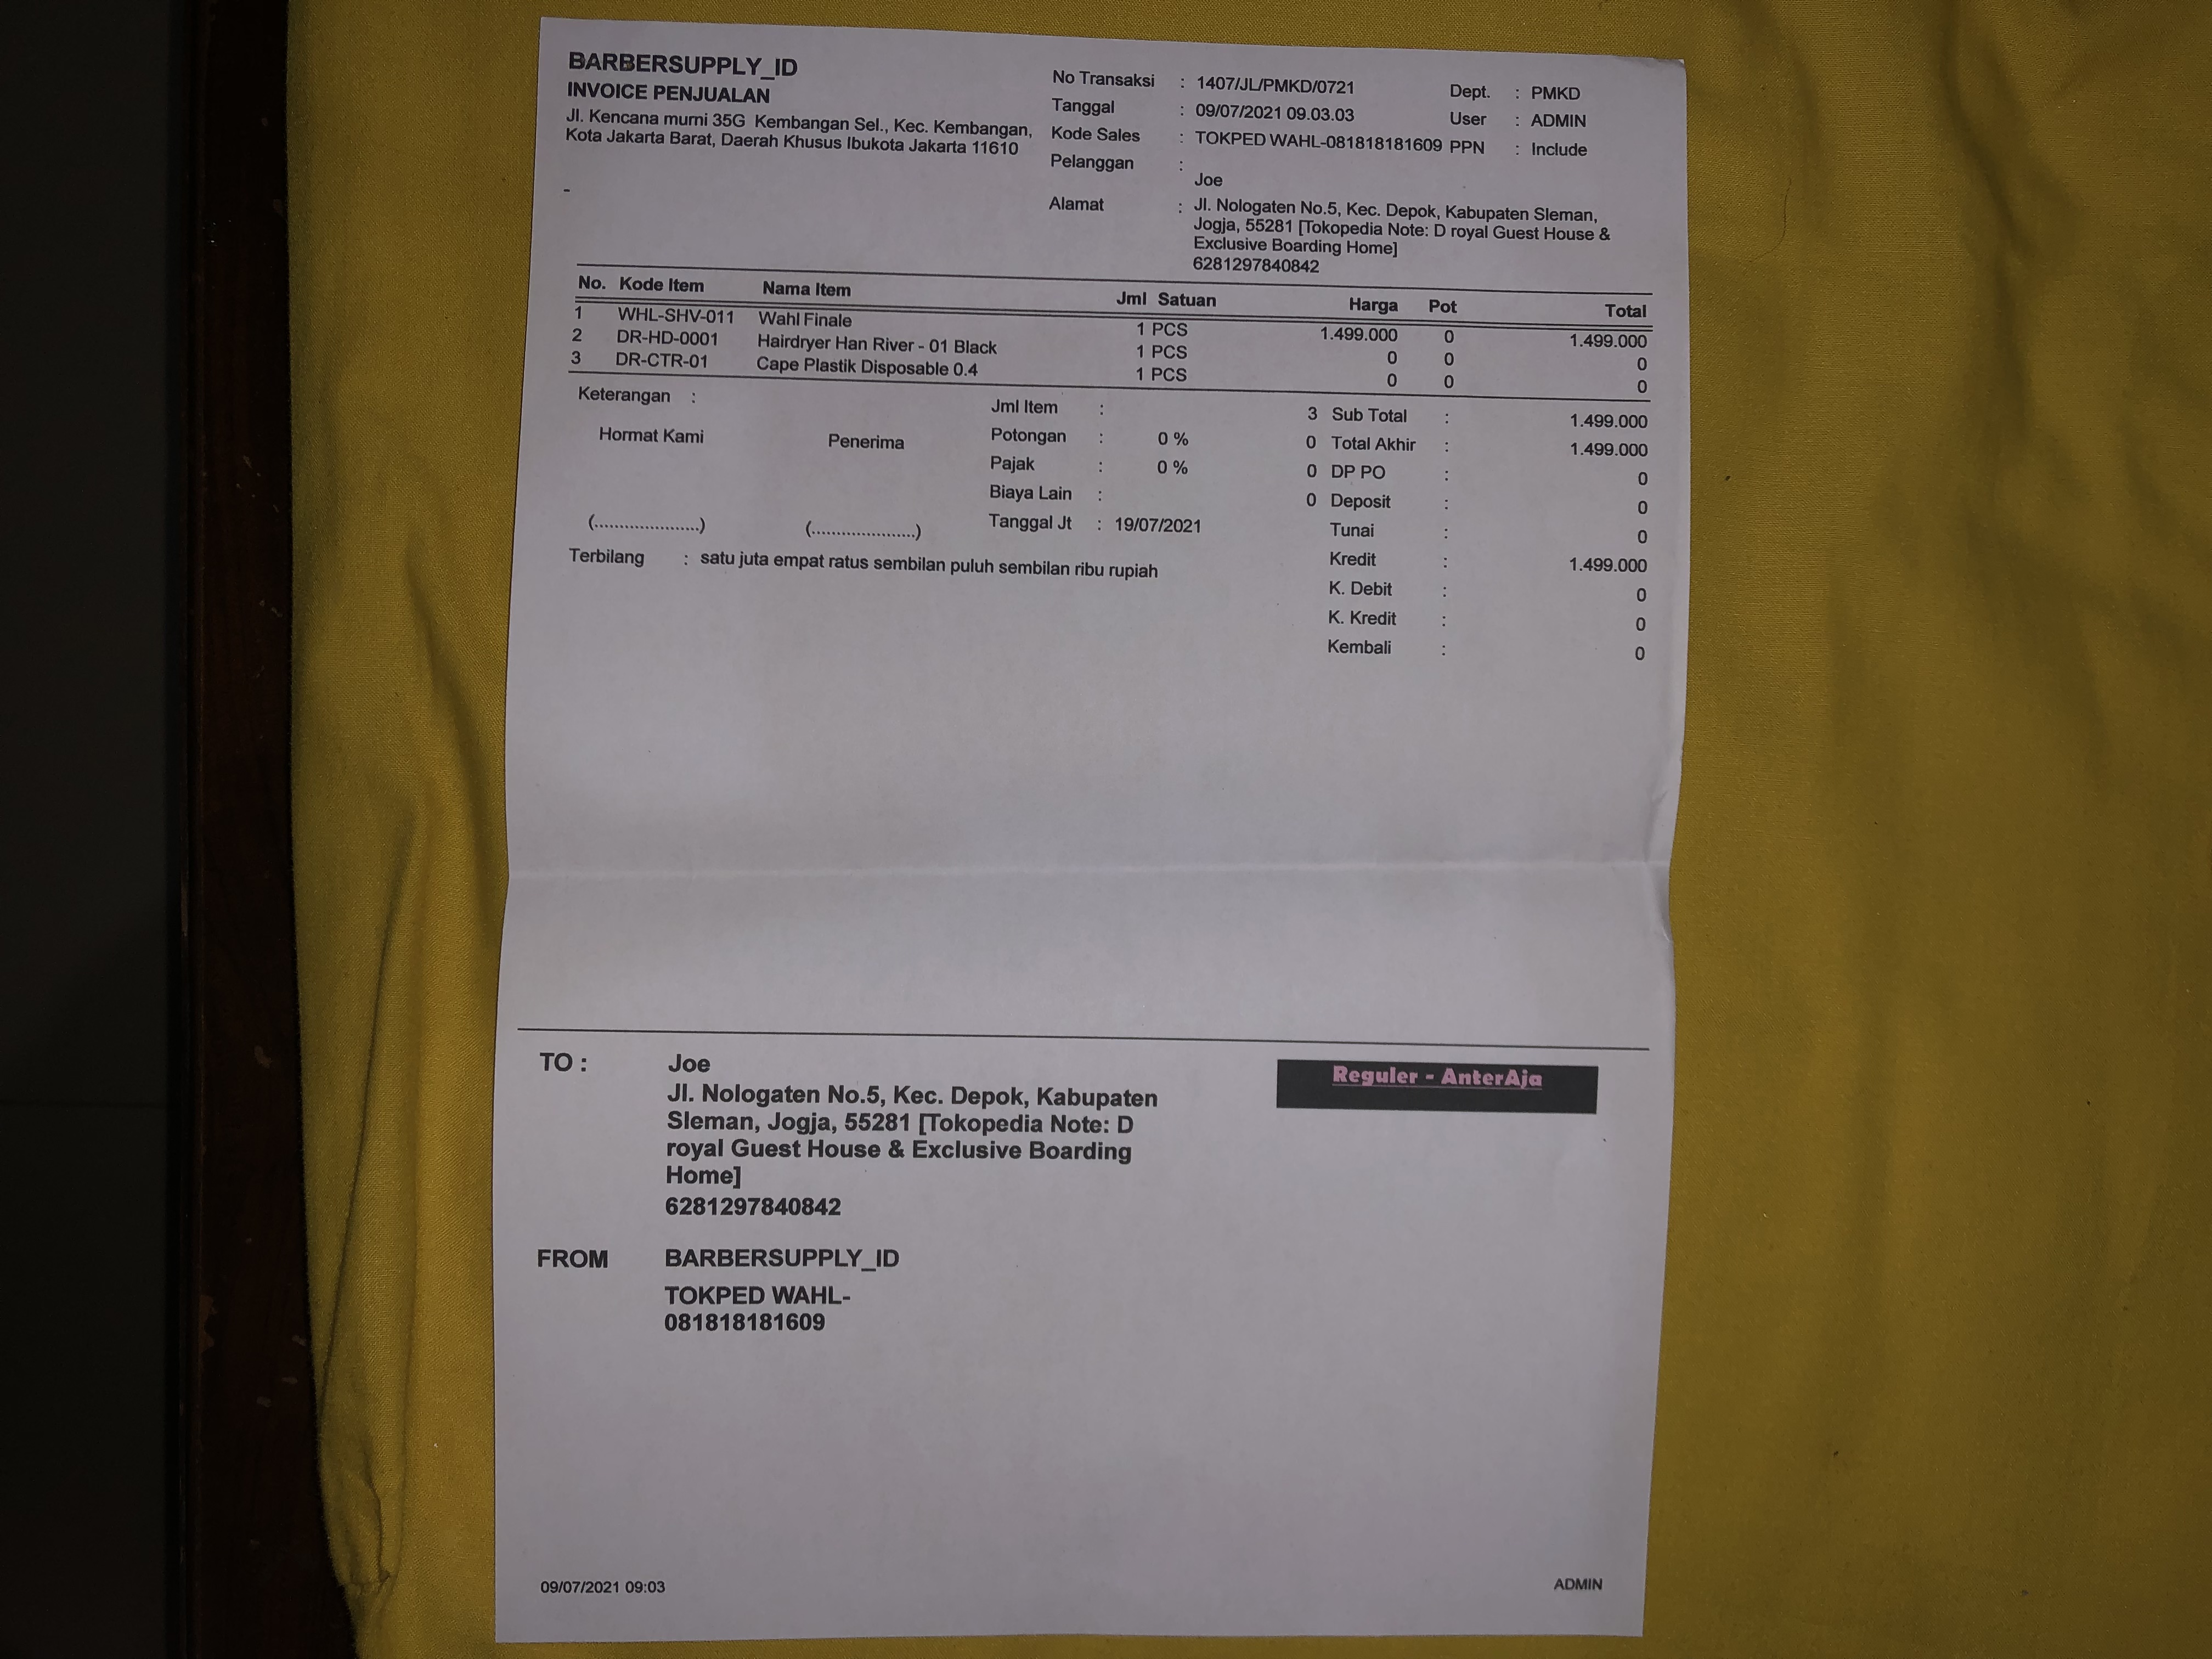 BARBERSUPPLY_ID
INVOICE PENJUALAN
Jl. Kencana murni 35G Kembangan Sel., Kec. Kembangan,
Kota Jakarta Barat, Daerah Khusus Ibukota Jakarta 11610
-
No Transaksi : 1407/JL/PMKD/0721 Dept. : PMKD
Tanggal : 09/07/2021 09.03.03 User : ADMIN
Kode Sales : TOKPED WAHL-081818181609 PPN : Include
Pelanggan :
Joe
Alamat : Jl. Nologaten No.5, Kec. Depok, Kabupaten Sleman,
Jogja, 55281 [Tokopedia Note: D royal Guest House &
Exclusive Boarding Home]
6281297840842
No. Kode Item Nama Item Jml Satuan Harga Pot Total
1 WHL-SHV-011 Wahl Finale 1 PCS 1.499.000 0 1.499.000
2 DR-HD-0001 Hairdryer Han River - 01 Black 1 PCS 0 0 0
3 DR-CTR-01 Cape Plastik Disposable 0.4 1 PCS 0 0 0
Keterangan : Jml Item : 3 Sub Total : 1.499.000
Hormat Kami Penerima Potongan : 0 % 0 Total Akhir : 1.499.000
Pajak : 0 % 0 DP PO : 0
Biaya Lain : 0 Deposit : 0
(.....................) (.....................) Tanggal Jt : 19/07/2021 Tunai : 0
Terbilang : satu juta empat ratus sembilan puluh sembilan ribu rupiah Kredit : 1.499.000
K. Debit : 0
K. Kredit : 0
Kembali : 0
TO : Joe
Jl. Nologaten No.5, Kec. Depok, Kabupaten
Sleman, Jogja, 55281 [Tokopedia Note: D
royal Guest House & Exclusive Boarding
Home]
6281297840842
Reguler - AnterAja
FROM BARBERSUPPLY_ID
TOKPED WAHL-
081818181609
09/07/2021 09:03 ADMIN